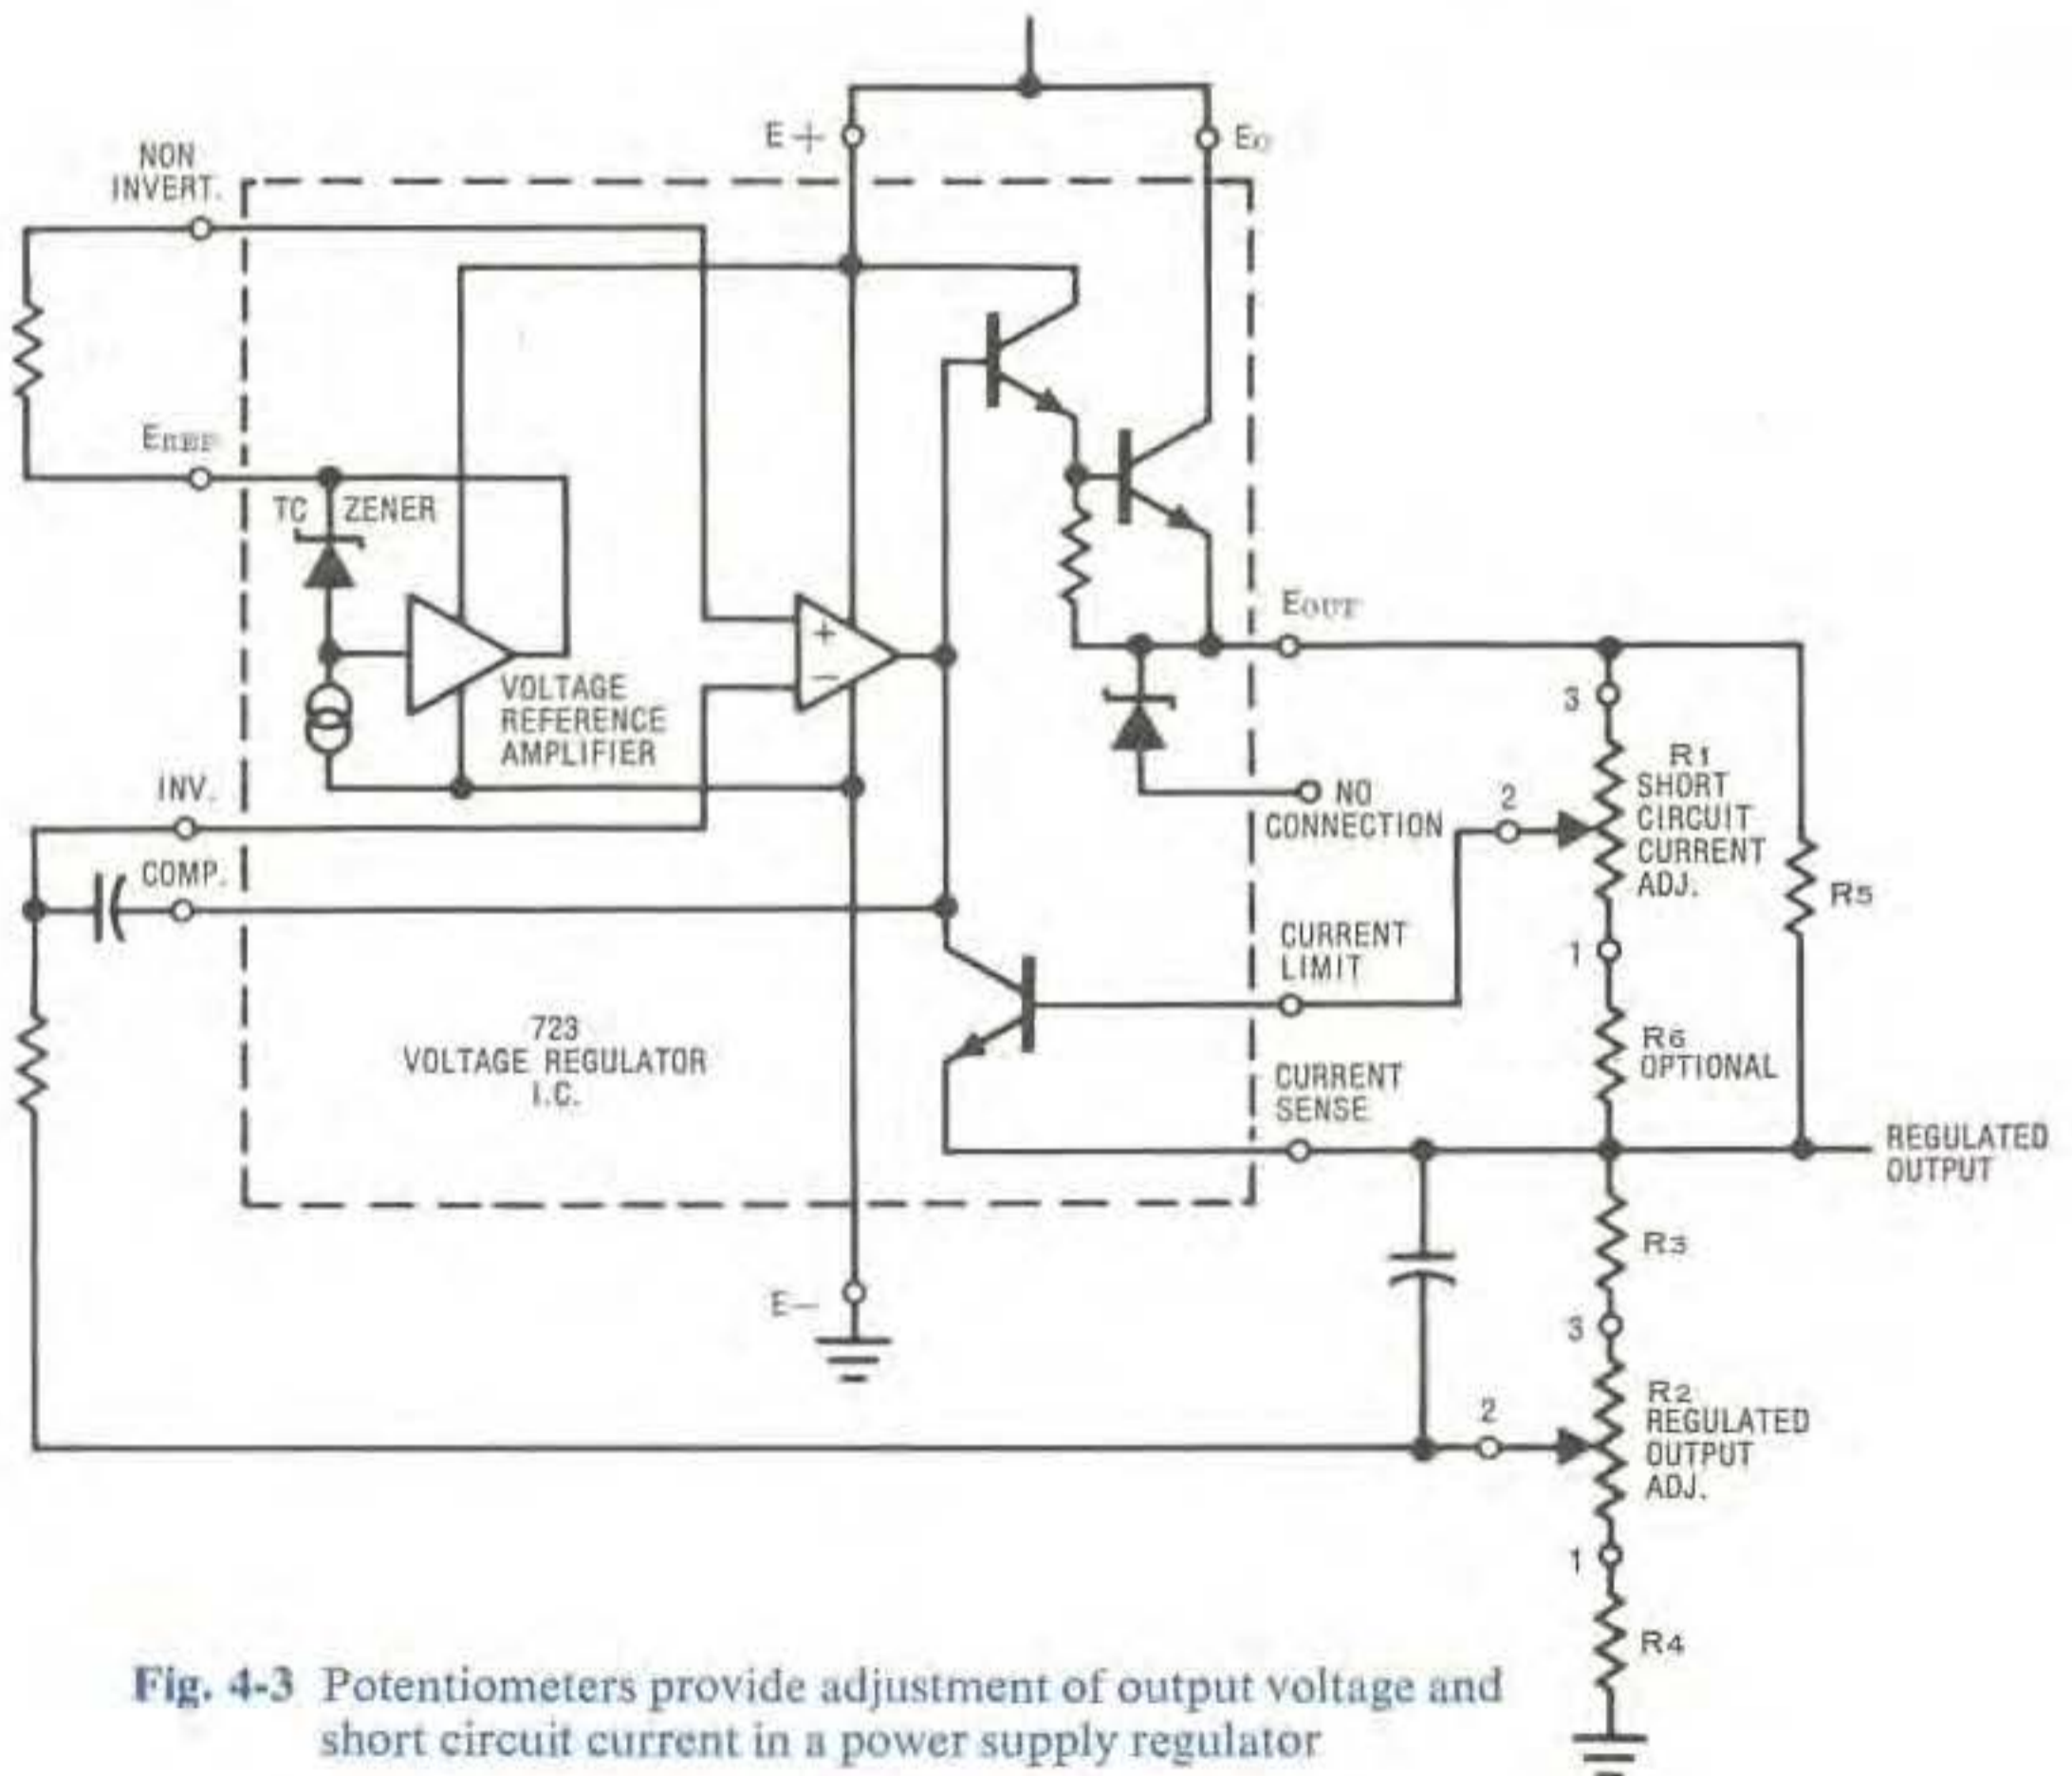 E+
Eo
NON
INVERT.
EREF
TC ZENER
VOLTAGE
REFERENCE
AMPLIFIER
+
−
EOUT
3
R1
SHORT
CIRCUIT
CURRENT
ADJ.
2
NO
CONNECTION
1
R5
INV.
COMP.
CURRENT
LIMIT
R6
OPTIONAL
723
VOLTAGE REGULATOR
I.C.
CURRENT
SENSE
REGULATED
OUTPUT
R3
E−
3
R2
REGULATED
OUTPUT
ADJ.
2
1
R4
Fig. 4-3 Potentiometers provide adjustment of output voltage and
short circuit current in a power supply regulator